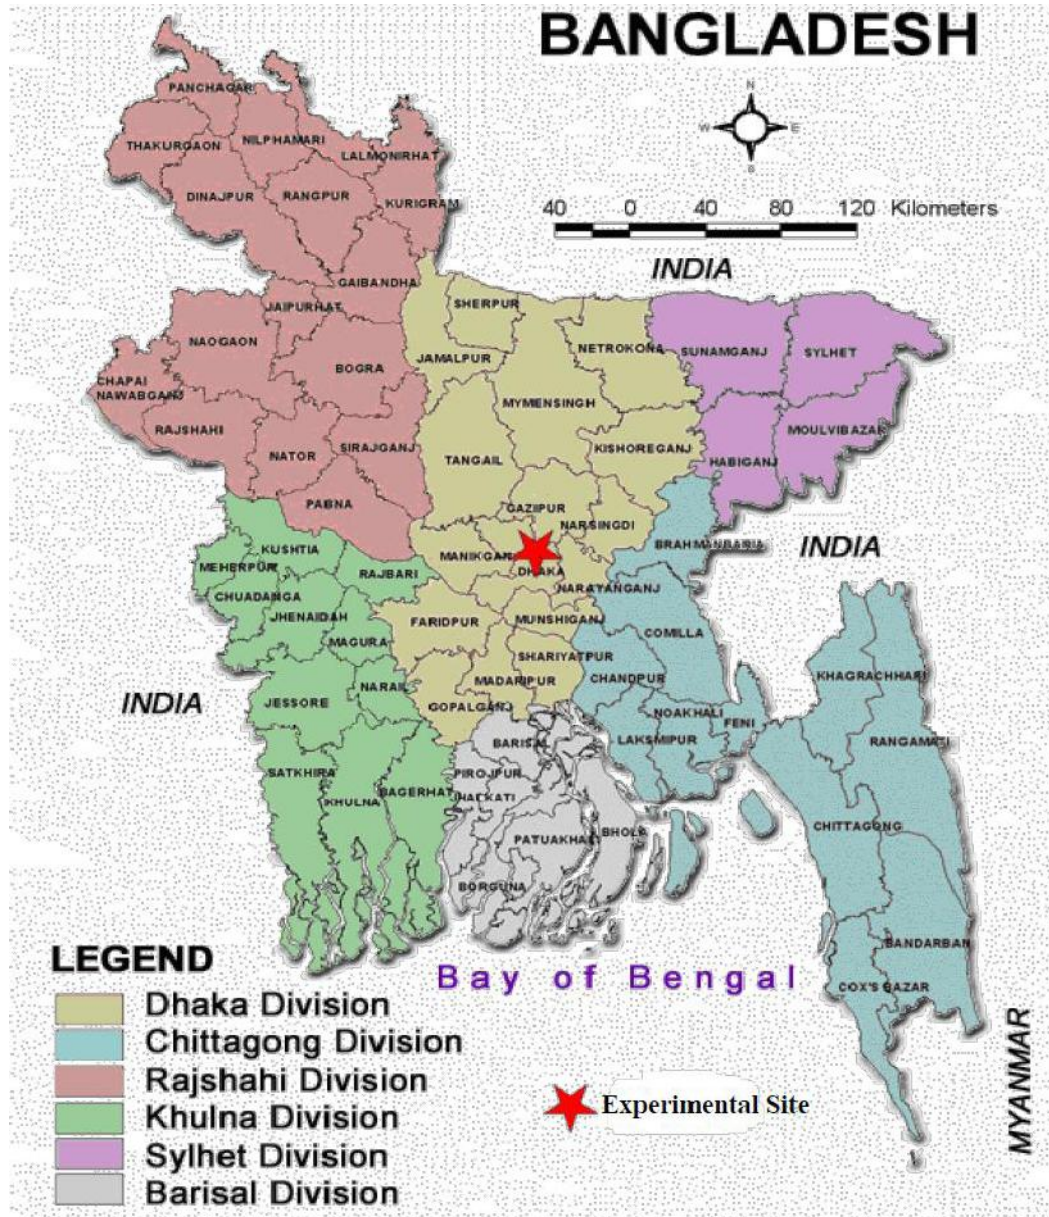 BANGLADESH
N
W E
S
40 0 40 80 120 Kilometers
INDIA
PANCHAGAR
THAKURGAON
NILPHAMARI
LALMONIRHAT
DINAJPUR
RANGPUR
KURIGRAM
GAIBANDHA
JAIPURHAT
NAOGAON
BOGRA
CHAPAI
NAWABGANJ
RAJSHAHI
NATOR
SIRAJGANJ
PABNA
SHERPUR
JAMALPUR
NETROKONA
MYMENSINGH
TANGAIL
KISHOREGANJ
GAZIPUR
NARSINGDI
MANIKGANJ
DHAKA
NARAYANGANJ
FARIDPUR
MUNSHIGANJ
SHARIYATPUR
MADARIPUR
GOPALGANJ
SUNAMGANJ
SYLHET
MOULVIBAZAR
HABIGANJ
BRAHMANBARIA
INDIA
COMILLA
CHANDPUR
NOAKHALI
FENI
LAKSMIPUR
KHAGRACHHARI
RANGAMATI
CHITTAGONG
BANDARBAN
COX'S BAZAR
KUSHTIA
MEHERPUR
RAJBARI
CHUADANGA
JHENAIDAH
MAGURA
INDIA
JESSORE
NARAIL
SATKHIRA
KHULNA
BAGERHAT
BARISAL
PIROJPUR
JHALKATI
PATUAKHALI
BHOLA
BORGUNA
Bay of Bengal
MYANMAR
LEGEND
Dhaka Division
Chittagong Division
Rajshahi Division
Khulna Division
Sylhet Division
Barisal Division
Experimental Site